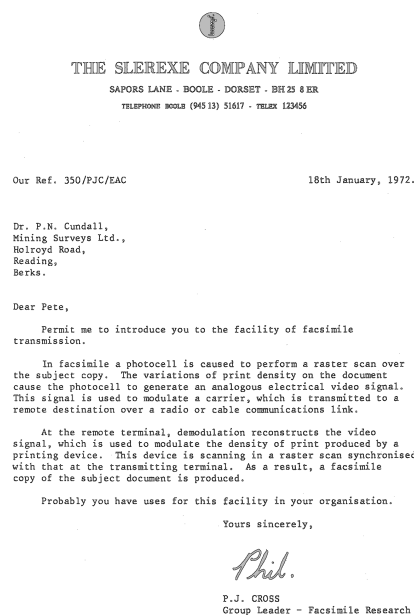 THE SLEREXE COMPANY LIMITED
SAPORS LANE - BOOLE - DORSET - BH 25 8 ER
TELEPHONE BOOLE (945 13) 51617 - TELEX 123456
Our Ref. 350/PJC/EAC 18th January, 1972.
Dr. P.N. Cundall,
Mining Surveys Ltd.,
Holroyd Road,
Reading,
Berks.
Dear Pete,
Permit me to introduce you to the facility of facsimile
transmission.
In facsimile a photocell is caused to perform a raster scan over
the subject copy. The variations of print density on the document
cause the photocell to generate an analogous electrical video signal.
This signal is used to modulate a carrier, which is transmitted to a
remote destination over a radio or cable communications link.
At the remote terminal, demodulation reconstructs the video
signal, which is used to modulate the density of print produced by a
printing device. This device is scanning in a raster scan synchronised
with that at the transmitting terminal. As a result, a facsimile
copy of the subject document is produced.
Probably you have uses for this facility in your organisation.
Yours sincerely,
Phil.
P.J. CROSS
Group Leader - Facsimile Research